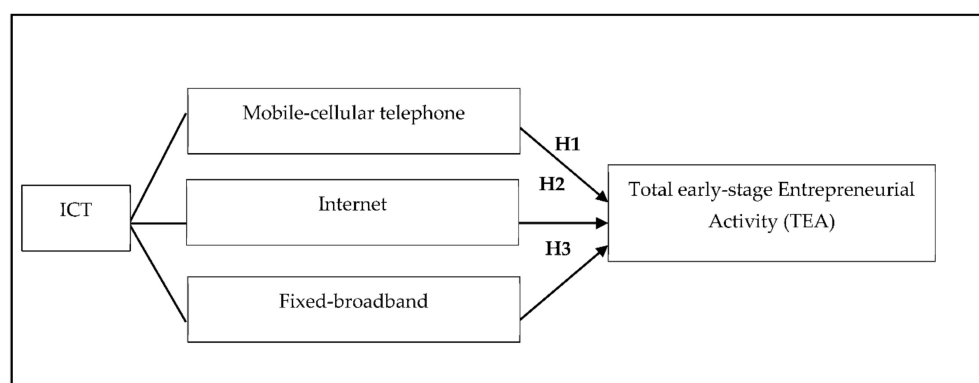 Mobile-cellular telephone
H1
H2
ICT
Internet
Total early-stage Entrepreneurial
Activity (TEA)
H3
Fixed-broadband